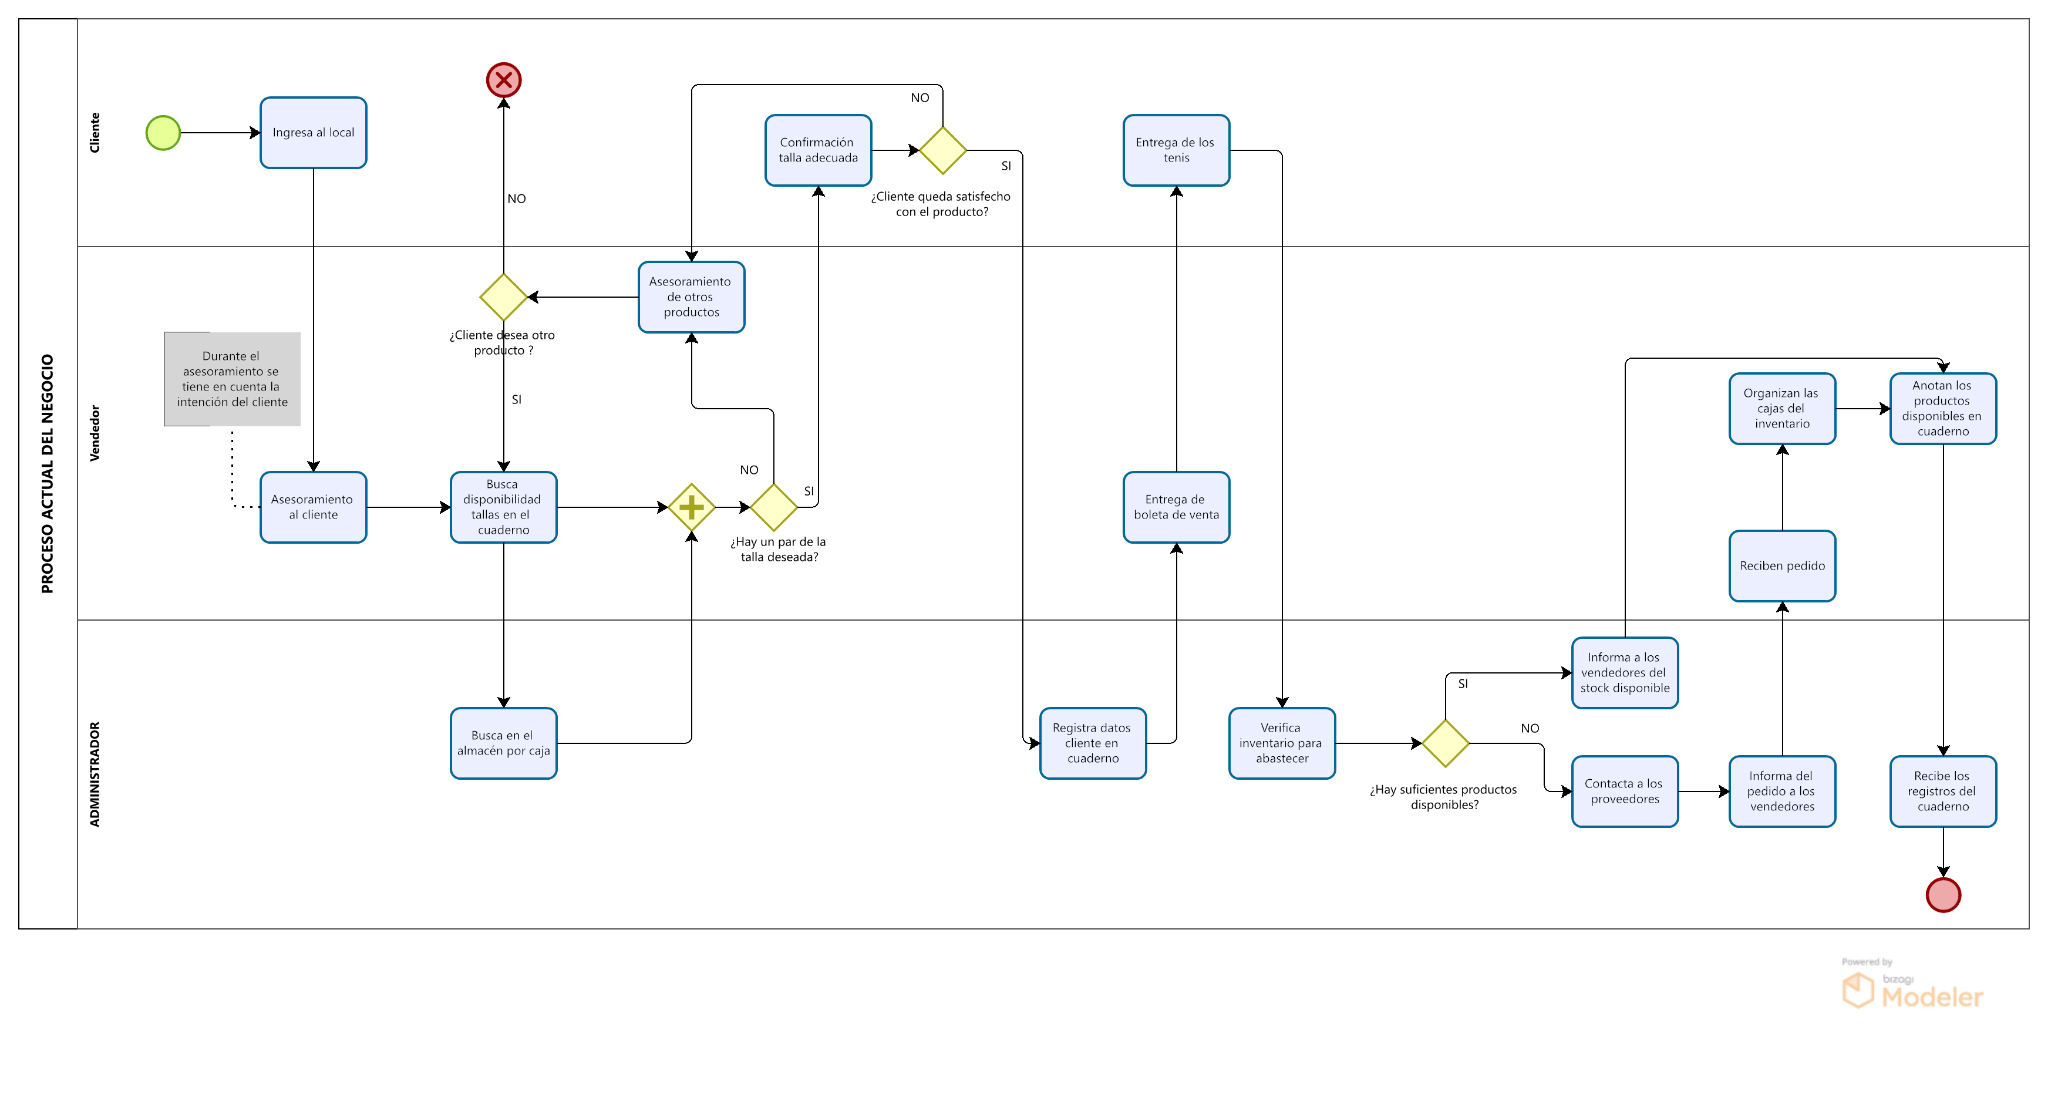 PROCESO ACTUAL DEL NEGOCIO
Cliente
Ingresa al local
NO
NO
Confirmación
talla adecuada
SI
¿Cliente queda satisfecho
con el producto?
Entrega de los
tenis
Vendedor
Durante el
asesoramiento se
tiene en cuenta la
intención del cliente
¿Cliente desea otro
producto ?
SI
Asesoramiento
de otros
productos
Asesoramiento
al cliente
Busca
disponibilidad
tallas en el
cuaderno
NO
SI
¿Hay un par de la
talla deseada?
Entrega de
boleta de venta
Organizan las
cajas del
inventario
Anotan los
productos
disponibles en
cuaderno
Reciben pedido
ADMINISTRADOR
Busca en el
almacén por caja
Registra datos
cliente en
cuaderno
Verifica
inventario para
abastecer
SI
NO
¿Hay suficientes productos
disponibles?
Informa a los
vendedores del
stock disponible
Contacta a los
proveedores
Informa del
pedido a los
vendedores
Recibe los
registros del
cuaderno
Powered by
bizagi
Modeler